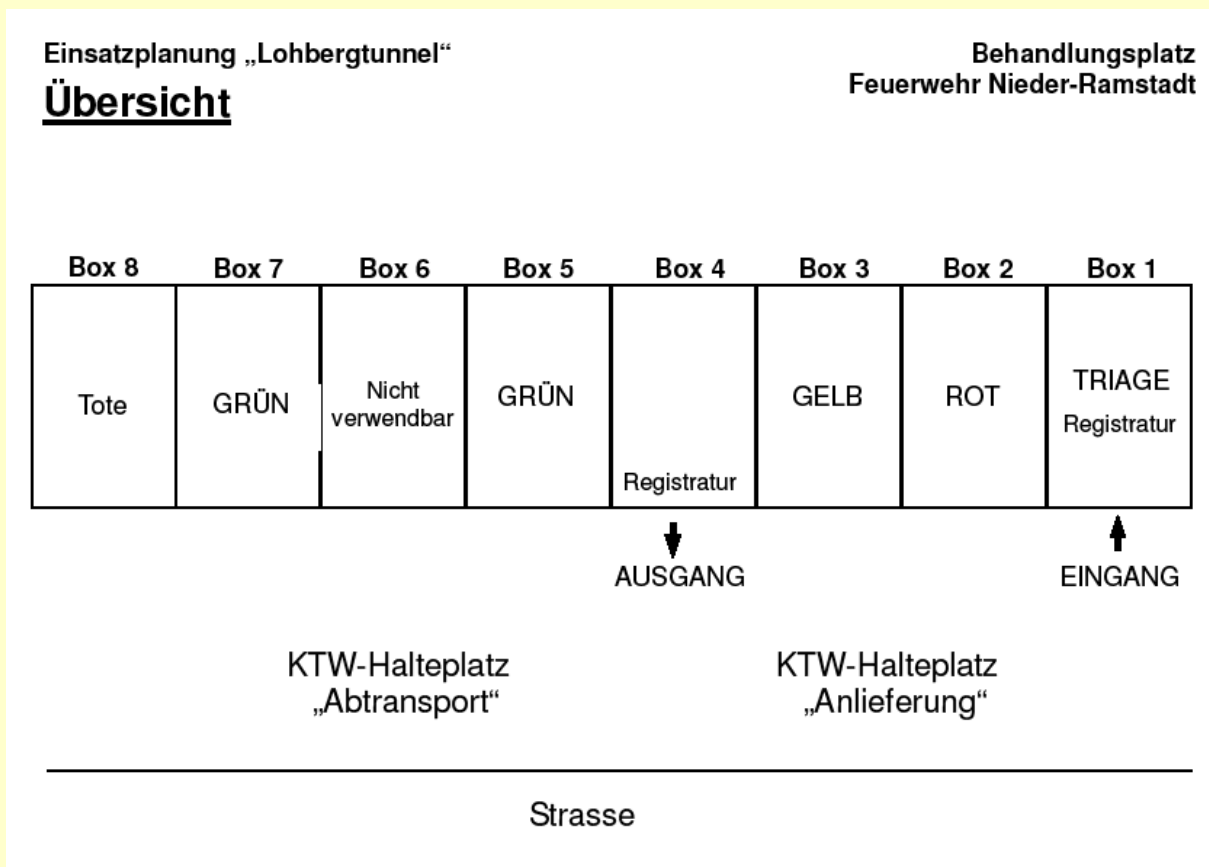 Einsatzplanung „Lohbergtunnel“
Übersicht
Behandlungsplatz
Feuerwehr Nieder-Ramstadt
Box 8
Box 7
Box 6
Box 5
Box 4
Box 3
Box 2
Box 1
Tote
GRÜN
Nicht
verwendbar
GRÜN
Registratur
GELB
ROT
TRIAGE
Registratur
AUSGANG
EINGANG
KTW-Halteplatz
„Abtransport“
KTW-Halteplatz
„Anlieferung“
Strasse